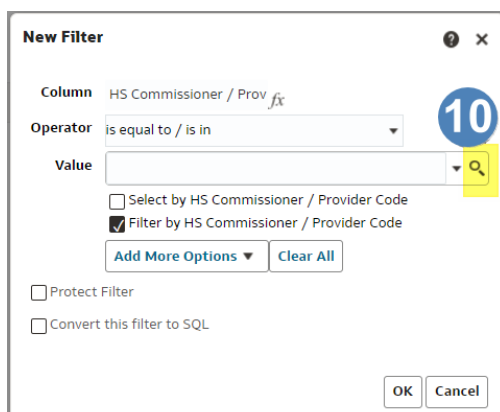 New Filter ? ×
Column HS Commissioner / Prov fx
10
Operator is equal to / is in
Value
Select by HS Commissioner / Provider Code
Filter by HS Commissioner / Provider Code
Add More Options Clear All
Protect Filter
Convert this filter to SQL
OK Cancel